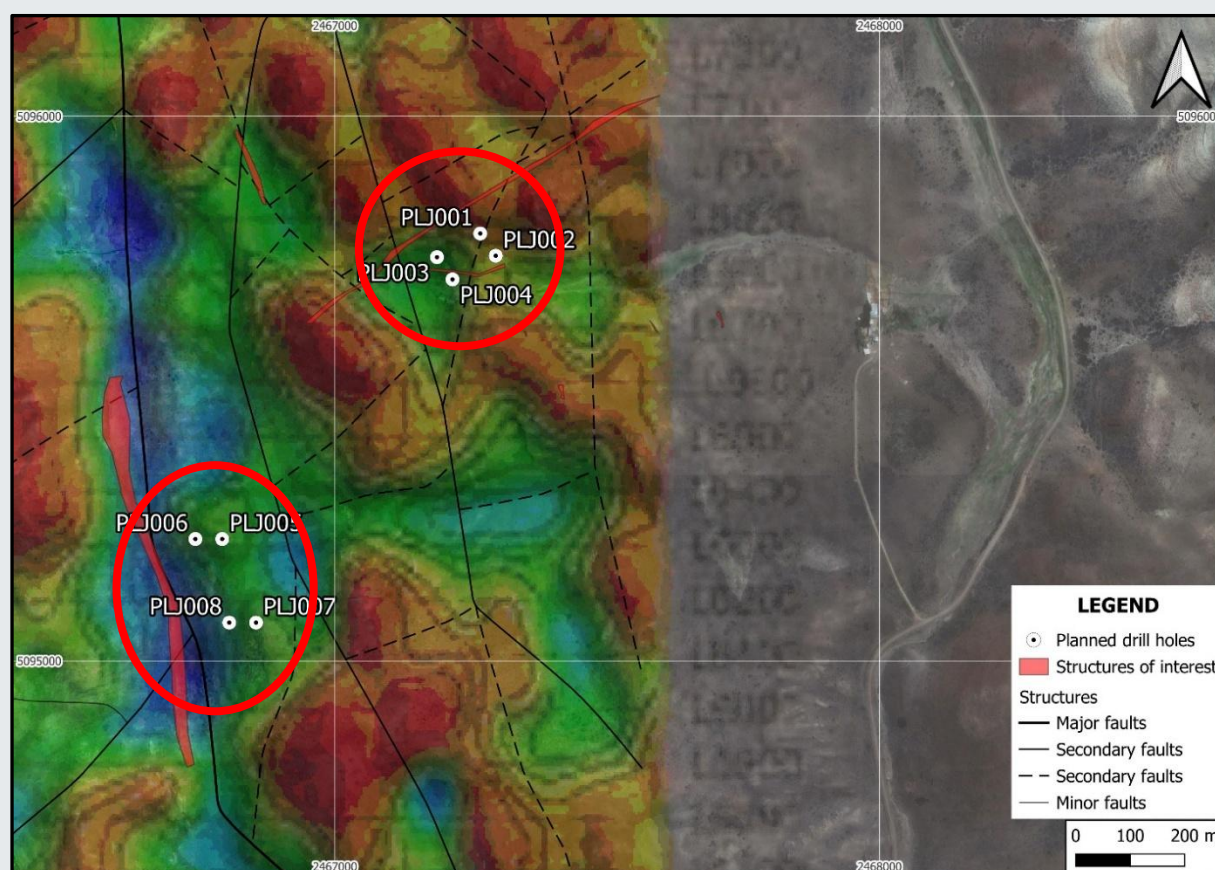 2467000
2468000
5096000
5096000
PLJ001
PLJ002
PLJ003
PLJ004
PLJ006
PLJ005
PLJ008
PLJ007
5095000
LEGEND
Planned drill holes
Structures of interest
Structures
Major faults
Secondary faults
Secondary faults
Minor faults
0 100 200 m
2467000
2468000